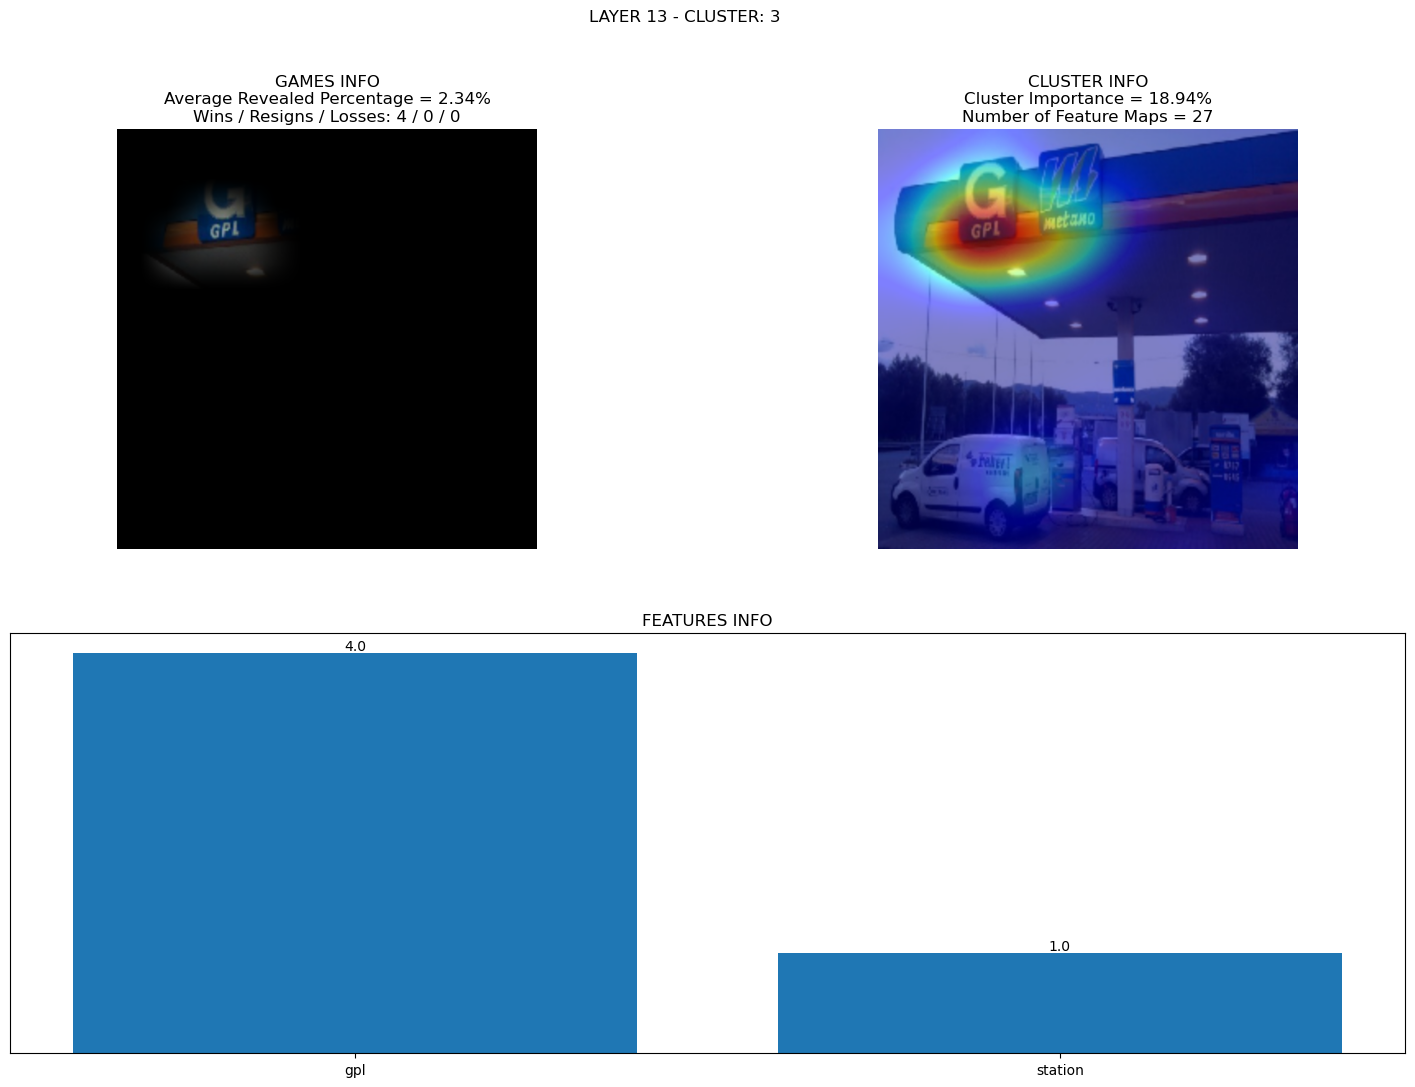 LAYER 13 - CLUSTER: 3
GAMES INFO
Average Revealed Percentage = 2.34%
Wins / Resigns / Losses: 4 / 0 / 0
G
GPL
CLUSTER INFO
Cluster Importance = 18.94%
Number of Feature Maps = 27
G
GPL
metano
FEATURES INFO
4.0
1.0
gpl
station